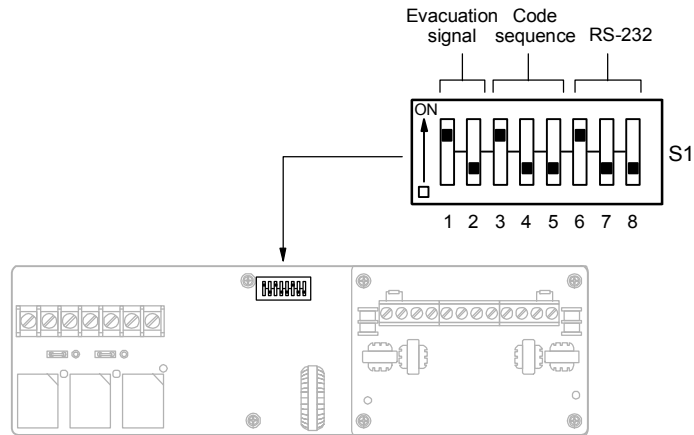 Evacuation signal
Code sequence
RS-232
ON
S1
1 2 3 4 5 6 7 8